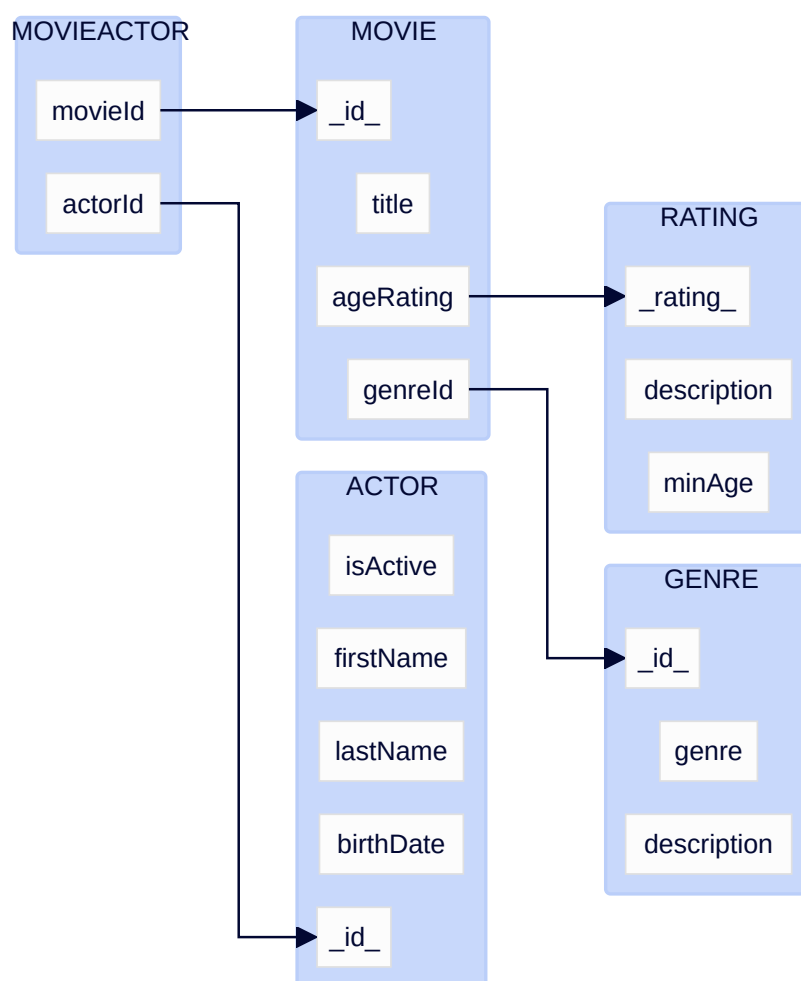 MOVIEACTOR
movieId
actorId
MOVIE
_id_
title
ageRating
genreId
ACTOR
isActive
firstName
lastName
birthDate
_id_
RATING
_rating_
description
minAge
GENRE
_id_
genre
description